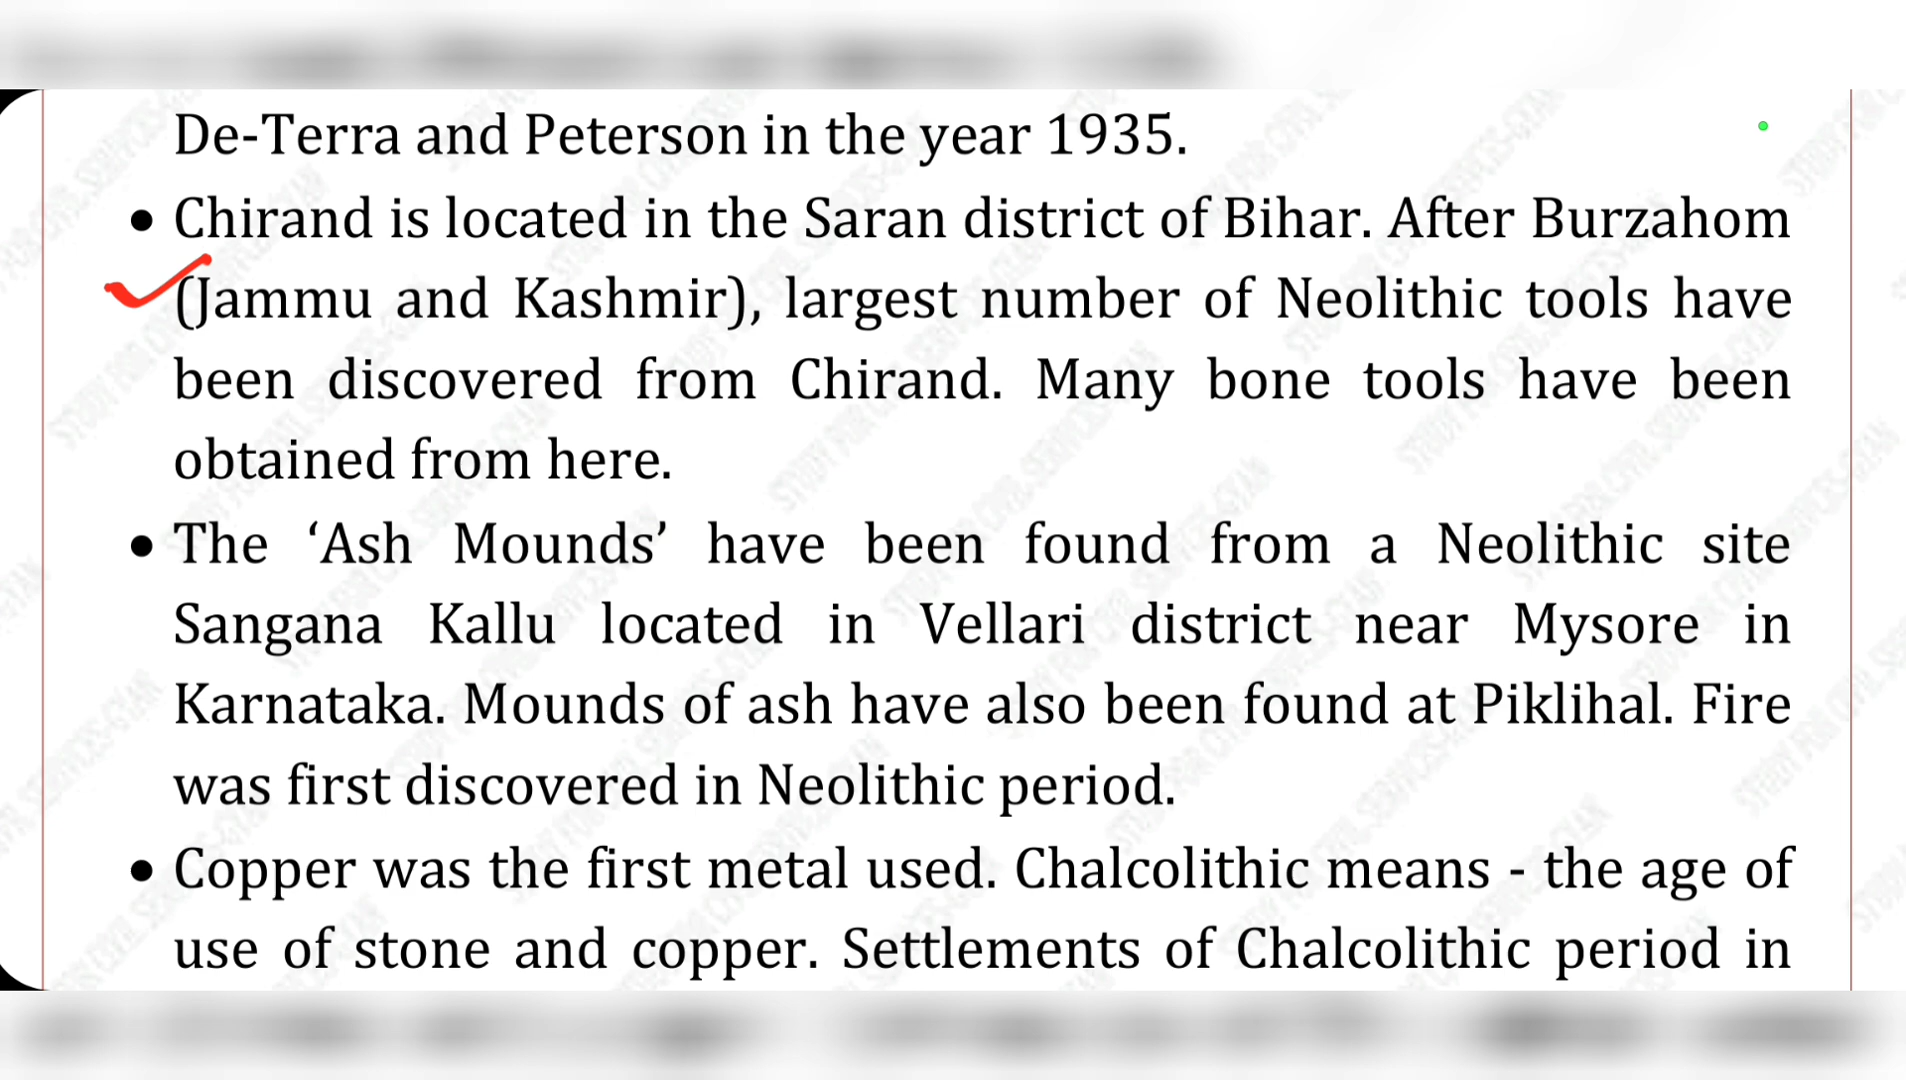 De-Terra and Peterson in the year 1935.
• Chirand is located in the Saran district of Bihar. After Burzahom
(Jammu and Kashmir), largest number of Neolithic tools have
been discovered from Chirand. Many bone tools have been
obtained from here.
• The ‘Ash Mounds’ have been found from a Neolithic site
Sangana Kallu located in Vellari district near Mysore in
Karnataka. Mounds of ash have also been found at Piklihal. Fire
was first discovered in Neolithic period.
• Copper was the first metal used. Chalcolithic means - the age of
use of stone and copper. Settlements of Chalcolithic period in
STUDY FOR CIVIL SERVICES-GYAN